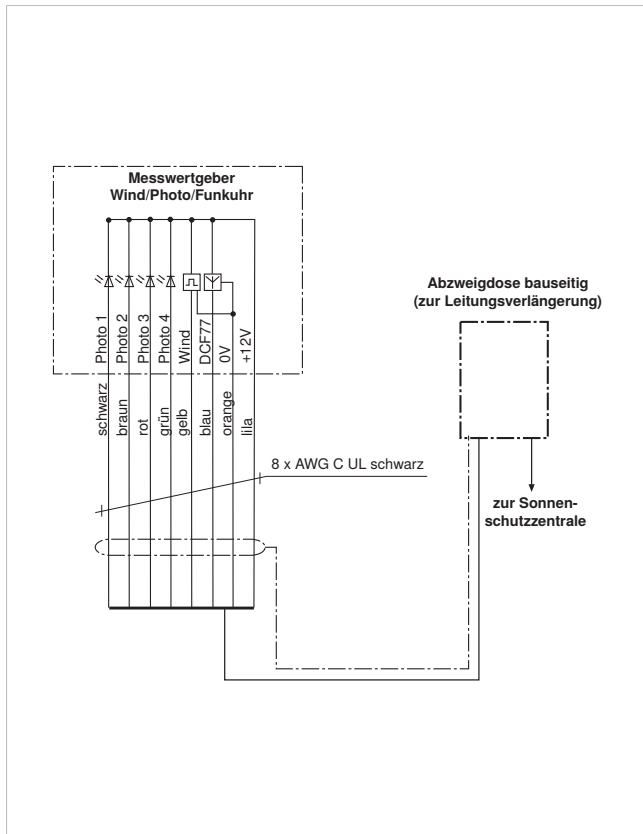 Messwertgeber
Wind/Photo/Funkuhr
Photo 1
Photo 2
Photo 3
Photo 4
Wind
DCF77
0V
+12V
schwarz
braun
rot
grün
gelb
blau
orange
lila
8 x AWG C UL schwarz
Abzweigdose bauseitig
(zur Leitungsverlängerung)
zur Sonnen-
schutzzentrale